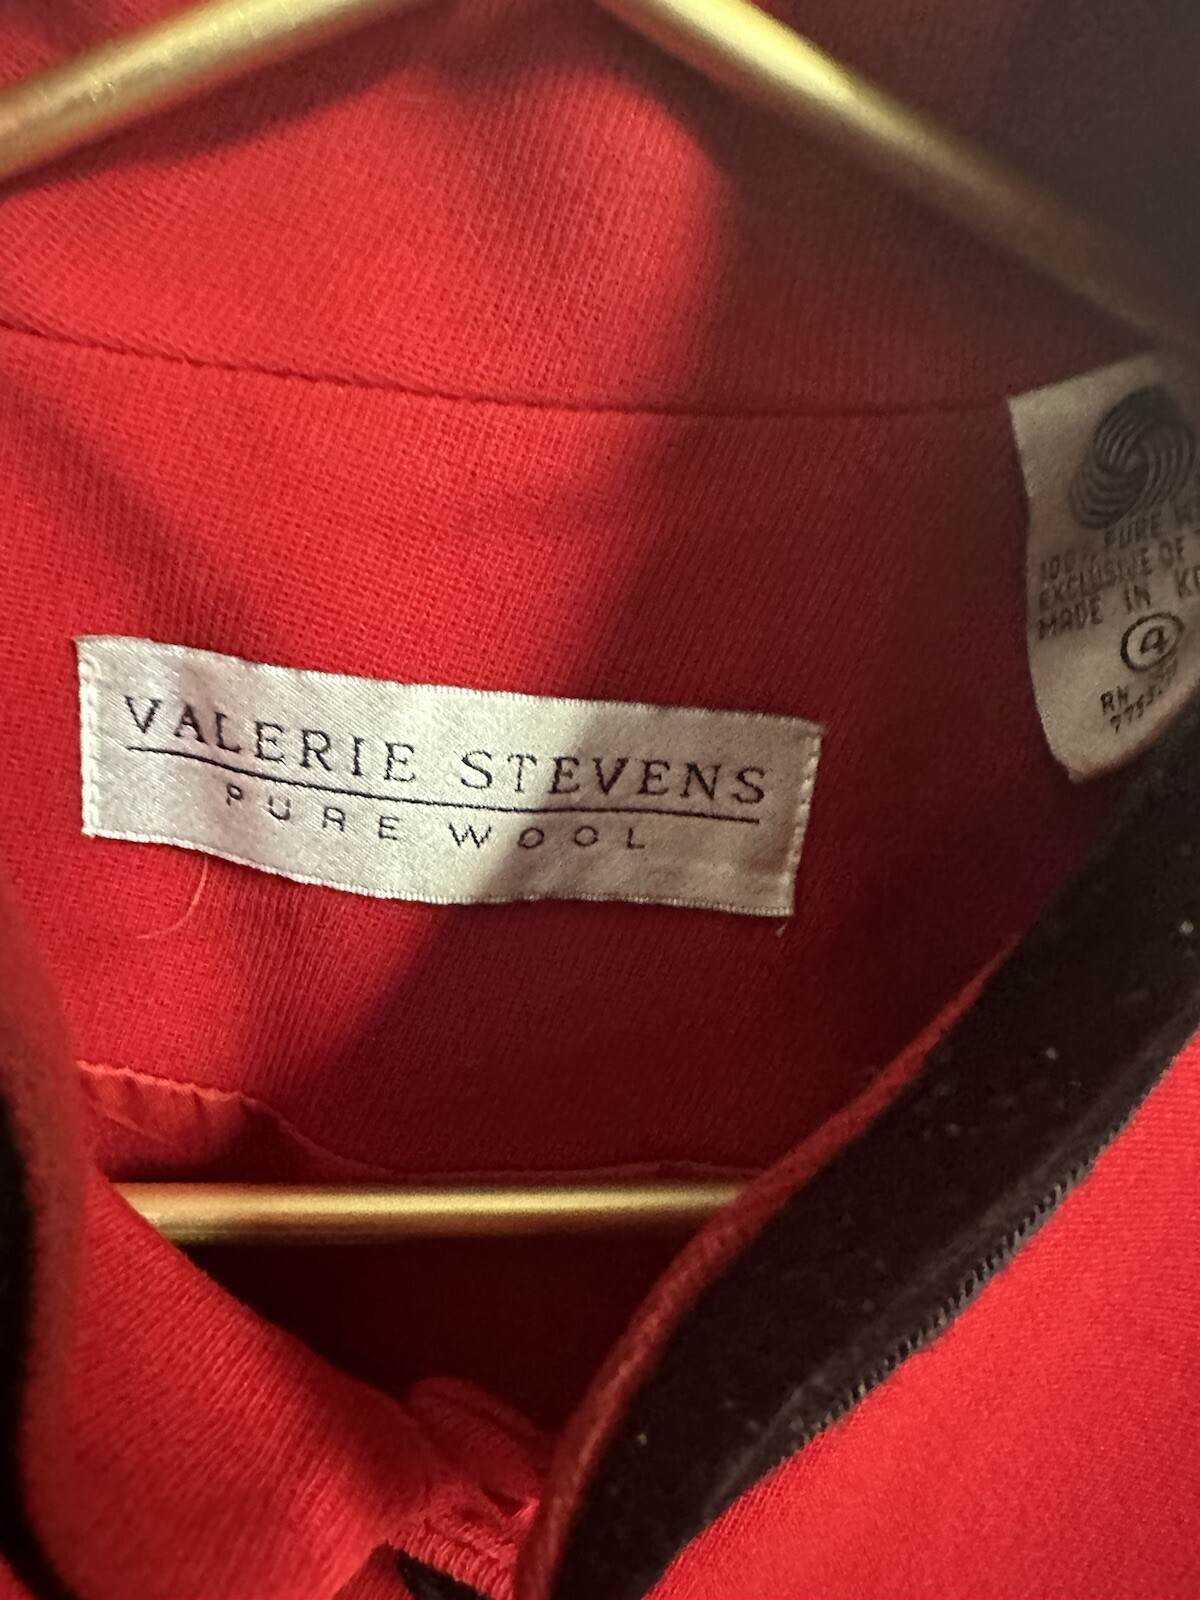 VALERIE STEVENS
PURE WOOL
100% PURE
EXCLUSIVE OF
MADE IN
4
RN